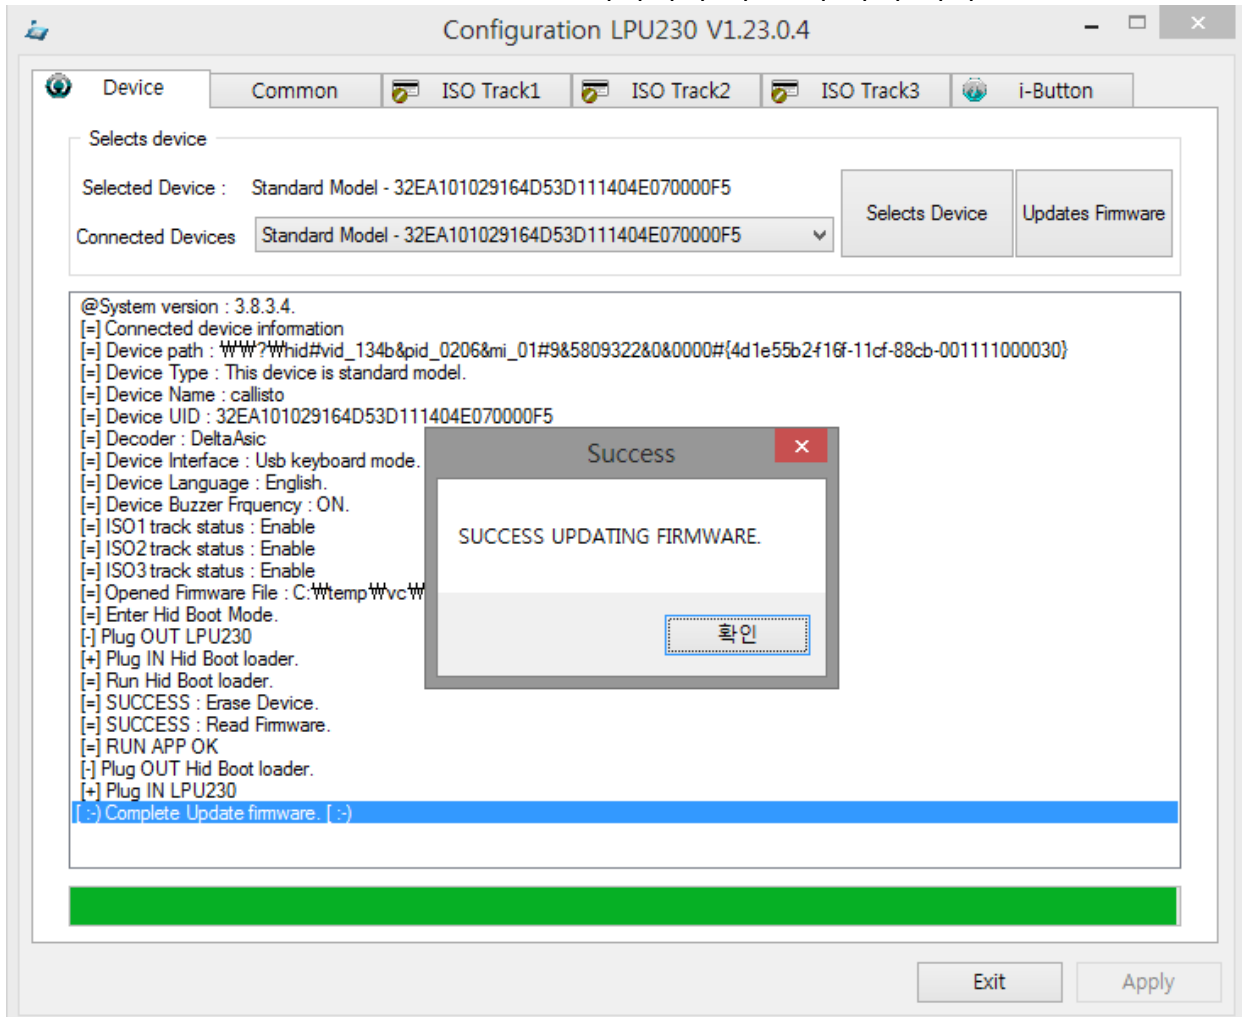 Configuration LPU230 V1.23.0.4
Device Common ISO Track1 ISO Track2 ISO Track3 i-Button
Selects device
Selected Device : Standard Model - 32EA101029164D53D111404E070000F5
Connected Devices Standard Model - 32EA101029164D53D111404E070000F5
Selects Device Updates Firmware
@System version : 3.8.3.4.
[=] Connected device information
[=] Device path : ₩₩?₩hid#vid_134b&pid_0206&mi_01#9&5809322&0&0000#{4d1e55b2-f16f-11cf-88cb-001111000030}
[=] Device Type : This device is standard model.
[=] Device Name : callisto
[=] Device UID : 32EA101029164D53D111404E070000F5
[=] Decoder : DeltaAsic
[=] Device Interface : Usb keyboard mode.
[=] Device Language : English.
[=] Device Buzzer Frquency : ON.
[=] ISO1 track status : Enable
[=] ISO2 track status : Enable
[=] ISO3 track status : Enable
[=] Opened Firmware File : C:₩temp₩vc₩
[=] Enter Hid Boot Mode.
[-] Plug OUT LPU230
[+] Plug IN Hid Boot loader.
[=] Run Hid Boot loader.
[=] SUCCESS : Erase Device.
[=] SUCCESS : Read Firmware.
[=] RUN APP OK
[-] Plug OUT Hid Boot loader.
[+] Plug IN LPU230
[ :-) Complete Update firmware. [ :-)
Success
SUCCESS UPDATING FIRMWARE.
확인
Exit Apply